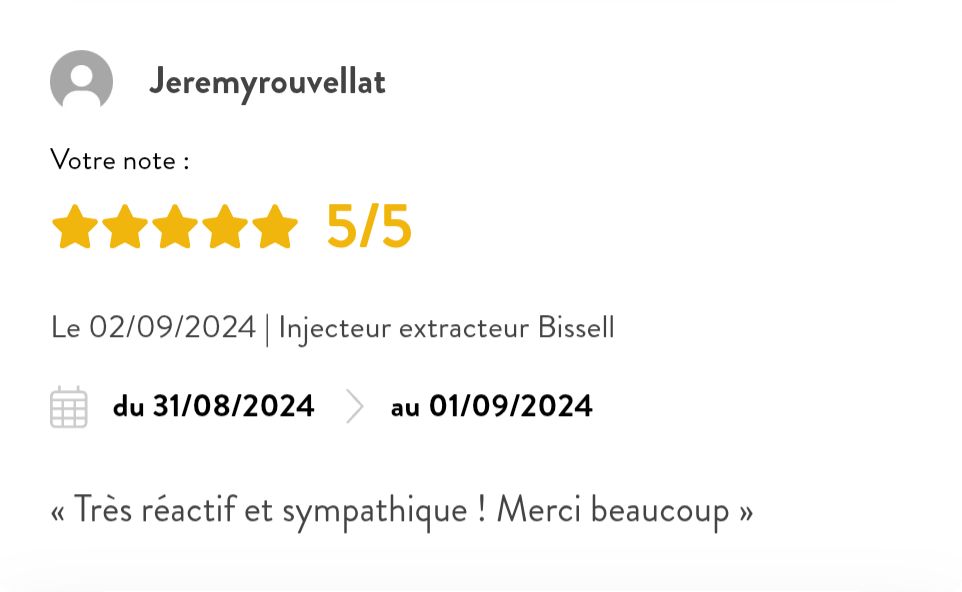 Jeremyrouvellat
Votre note :
5/5
Le 02/09/2024 | Injecteur extracteur Bissell
du 31/08/2024 au 01/09/2024
« Très réactif et sympathique ! Merci beaucoup »